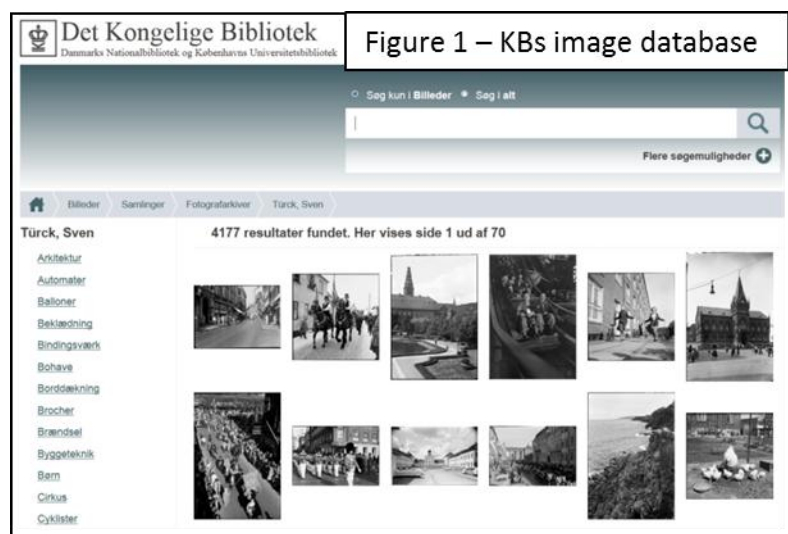 Det Kongelige Bibliotek
Danmarks Nationalbibliotek og Københavns Universitetsbibliotek
Figure 1 – KBs image database
Søg kun i Billeder Søg i alt
Flere søgemuligheder
Billeder Samlinger Fotografarkiver Türck, Sven
Türck, Sven
4177 resultater fundet. Her vises side 1 ud af 70
Arkitektur
Automater
Balloner
Beklædning
Bindingsværk
Bohave
Borddækning
Brocher
Brændsel
Byggeteknik
Børn
Cirkus
Cyklister